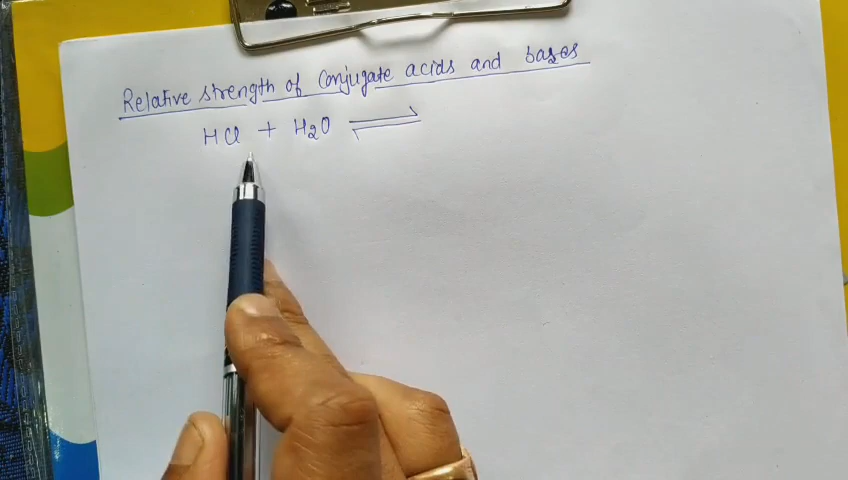 Relative strength of Conjugate acids and bases
HCl + H₂O ⇌